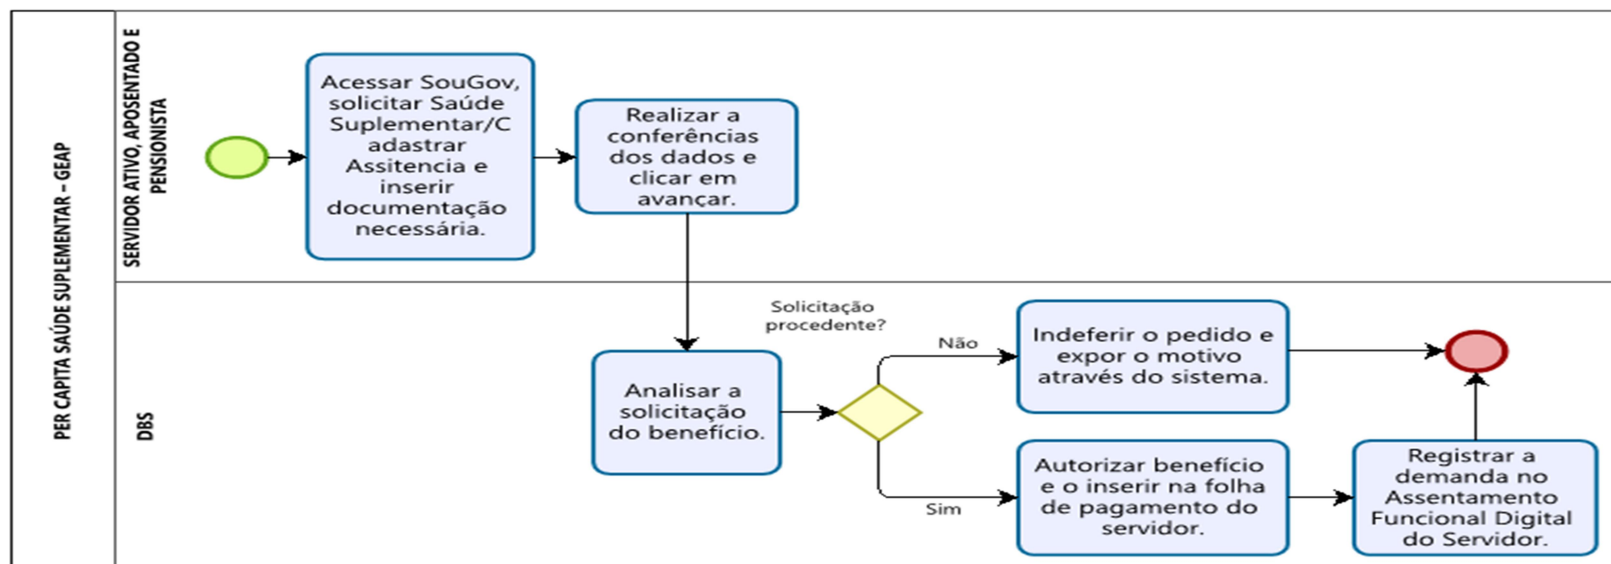 PER CAPITA SAÚDE SUPLEMENTAR – GEAP
SERVIDOR ATIVO, APOSENTADO E
PENSIONISTA
Acessar SouGov,
solicitar Saúde
Suplementar/C
adastrar
Assitencia e
inserir
documentação
necessária.
Realizar a
conferências
dos dados e
clicar em
avançar.
DBS
Analisar a
solicitação
do benefício.
Solicitação
procedente?
Não
Indeferir o pedido e
expor o motivo
através do sistema.
Sim
Autorizar benefício
e o inserir na folha
de pagamento do
servidor.
Registrar a
demanda no
Assentamento
Funcional Digital
do Servidor.